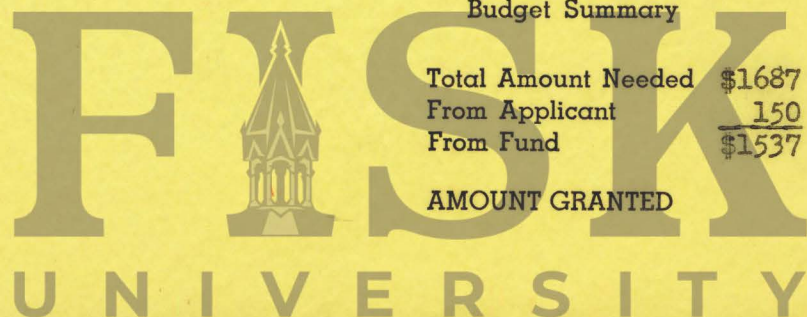 Budget Summary
Total Amount Needed $1687
From Applicant 150
From Fund $1537
AMOUNT GRANTED
FISK
UNIVERSITY